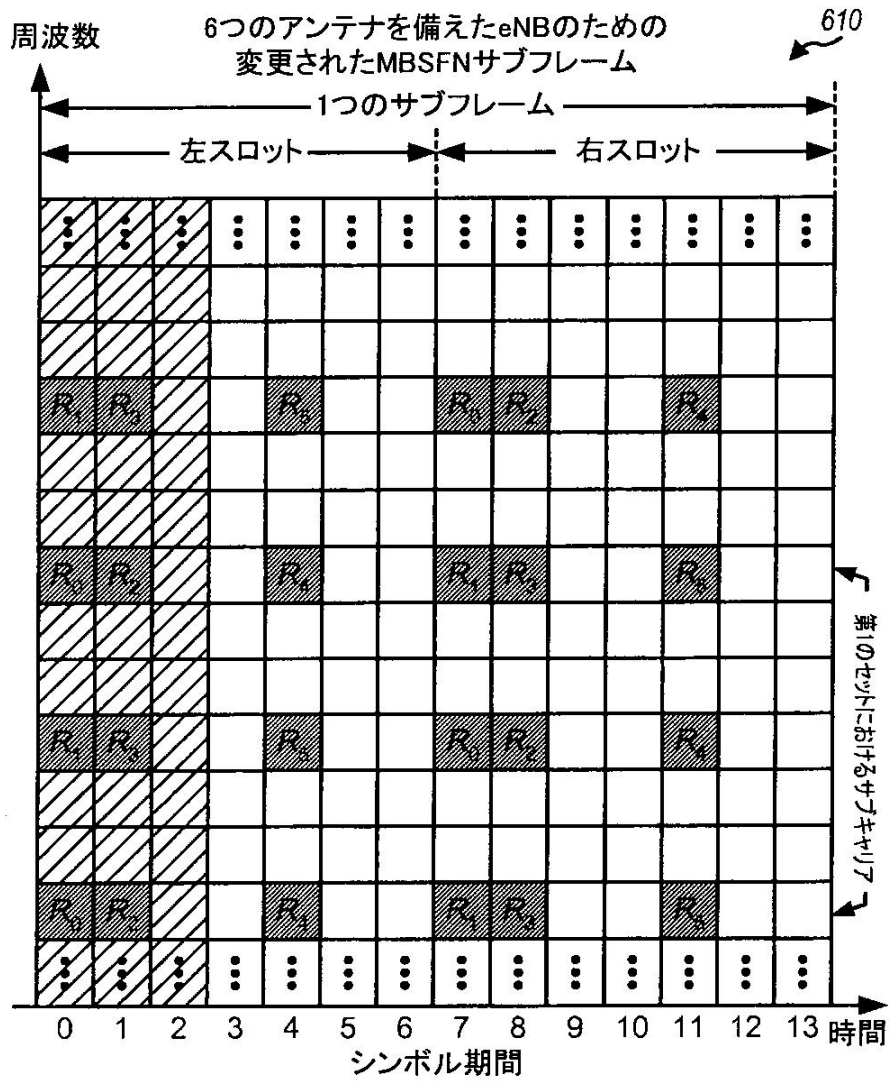 周波数
6つのアンテナを備えたeNBのための
変更されたMBSFNサブフレーム
610
1つのサブフレーム
左スロット 右スロット
R1 R3 R5 R0 R2 R4
R0 R2 R4 R1 R3 R5
R1 R3 R5 R0 R2 R4
R0 R2 R4 R1 R3 R5
第1のセットにおけるサブキャリア
0 1 2 3 4 5 6 7 8 9 10 11 12 13 時間
シンボル期間